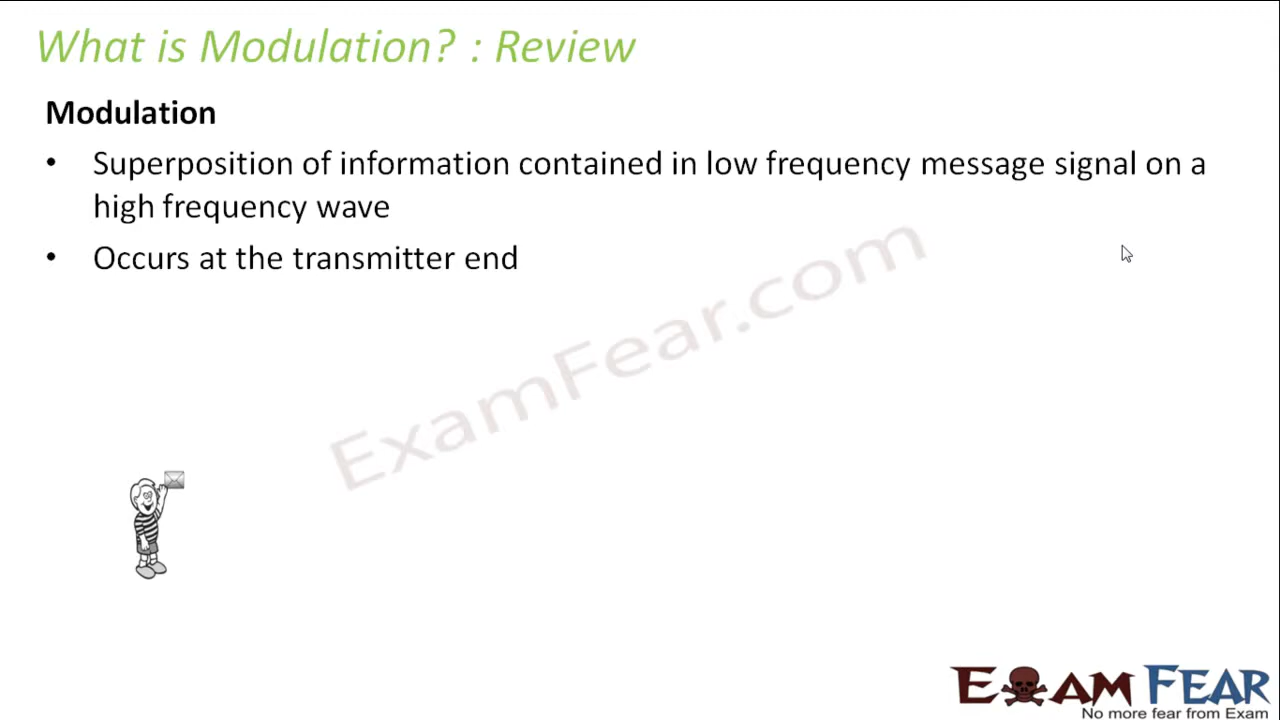 What is Modulation? : Review
Modulation
• Superposition of information contained in low frequency message signal on a
high frequency wave
• Occurs at the transmitter end
ExamFear.com
EXAM FEAR
No more fear from Exam